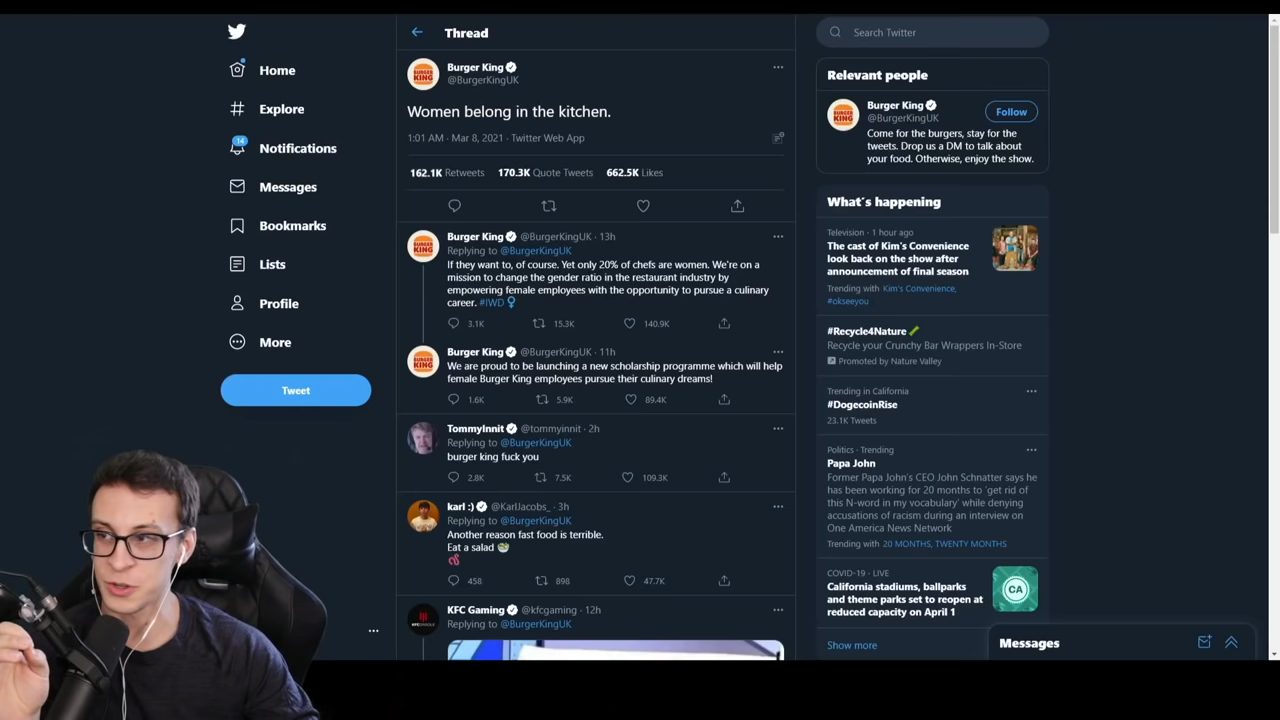 Home
Explore
14
Notifications
Messages
Bookmarks
Lists
Profile
More
Tweet
Thread
Burger King
@BurgerKingUK
Women belong in the kitchen.
1:01 AM · Mar 8, 2021 · Twitter Web App
162.1K Retweets 170.3K Quote Tweets 662.5K Likes
Burger King @BurgerKingUK · 13h
Replying to @BurgerKingUK
If they want to, of course. Yet only 20% of chefs are women. We're on a
mission to change the gender ratio in the restaurant industry by
empowering female employees with the opportunity to pursue a culinary
career. #IWD
3.1K 15.3K 140.9K
Burger King @BurgerKingUK · 11h
We are proud to be launching a new scholarship programme which will help
female Burger King employees pursue their culinary dreams!
1.6K 5.9K 89.4K
TommyInnit @tommyinnit · 2h
Replying to @BurgerKingUK
burger king fuck you
2.8K 7.5K 109.3K
karl :) @KarlJacobs_ · 3h
Replying to @BurgerKingUK
Another reason fast food is terrible.
Eat a salad
458 898 47.7K
KFC Gaming @kfcgaming · 12h
Replying to @BurgerKingUK
Search Twitter
Relevant people
Burger King
@BurgerKingUK
Follow
Come for the burgers, stay for the
tweets. Drop us a DM to talk about
your food. Otherwise, enjoy the show.
What's happening
Television · 1 hour ago
The cast of Kim's Convenience
look back on the show after
announcement of final season
Trending with Kim's Convenience,
#okseeyou
#Recycle4Nature
Recycle your Crunchy Bar Wrappers In-Store
Promoted by Nature Valley
Trending in California
#DogecoinRise
23.1K Tweets
Politics · Trending
Papa John
Former Papa John's CEO John Schnatter says he
has been working for 20 months to 'get rid of
this N-word in my vocabulary' while denying
accusations of racism during an interview on
One America News Network
Trending with 20 MONTHS, TWENTY MONTHS
COVID-19 · LIVE
California stadiums, ballparks
and theme parks set to reopen at
reduced capacity on April 1
CA
Show more
Messages